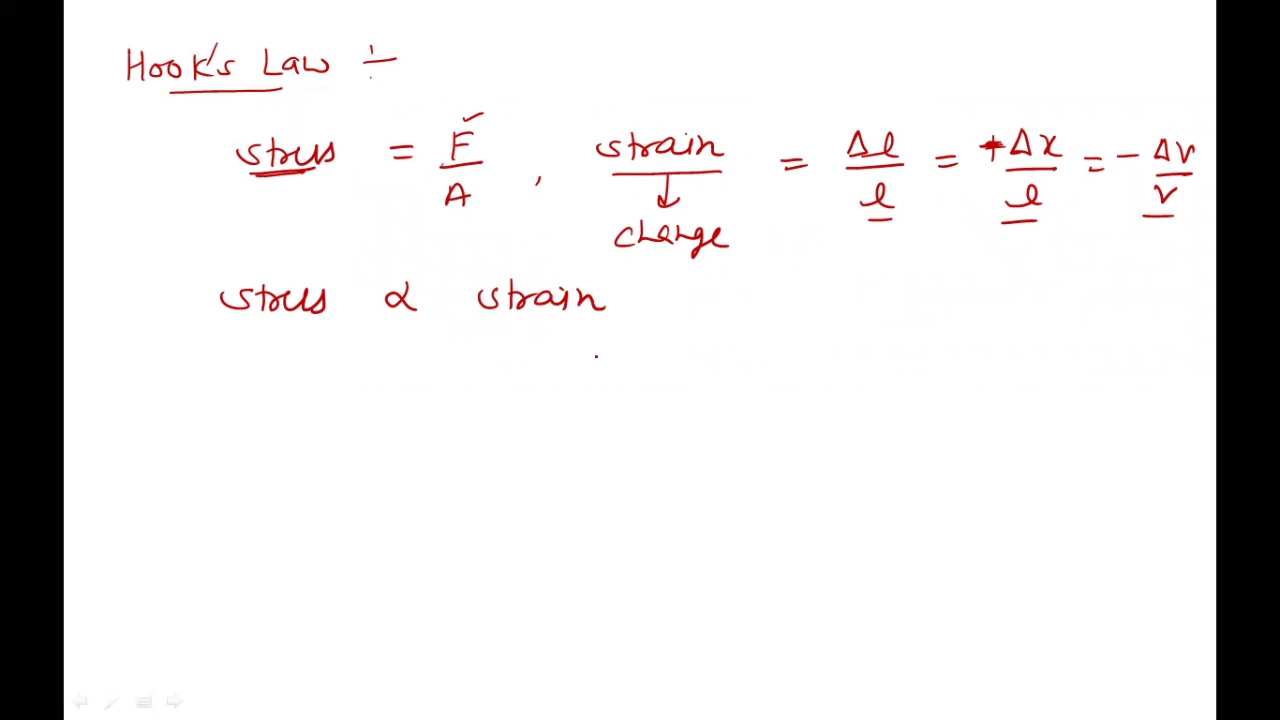 Hook's Law ÷
stress = F/A , strain = Δl/l = +Δx/l = - Δv/v
change
stress ∝ strain